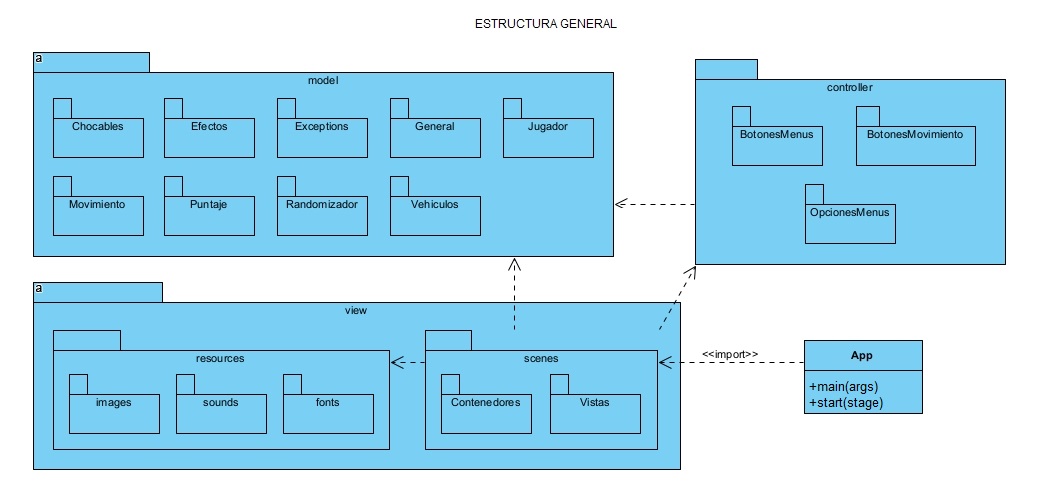 ESTRUCTURA GENERAL
a
model
Chocables
Efectos
Exceptions
General
Jugador
Movimiento
Puntaje
Randomizador
Vehiculos
controller
BotonesMenus
BotonesMovimiento
OpcionesMenus
a
view
resources
images
sounds
fonts
scenes
Contenedores
Vistas
<<import>>
App
+main(args)
+start(stage)